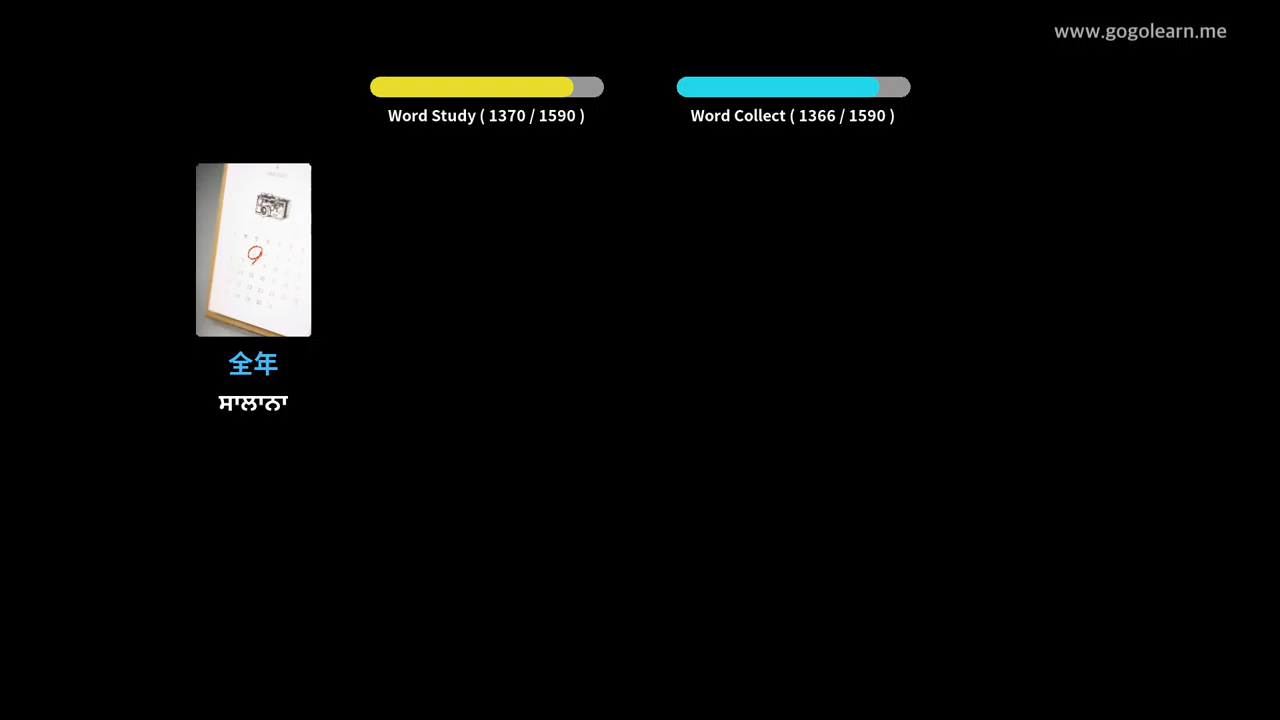 www.gogolearn.me
Word Study ( 1370 / 1590 )
Word Collect ( 1366 / 1590 )
全年
ਸਾਲਾਨਾ